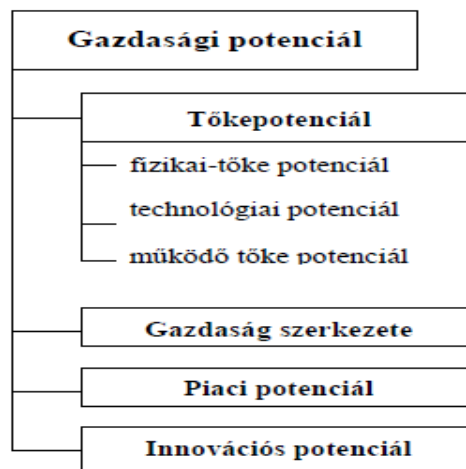 Gazdasági potenciál
Tőkepotenciál
fizikai-tőke potenciál
technológiai potenciál
működő tőke potenciál
Gazdaság szerkezete
Piaci potenciál
Innovációs potenciál